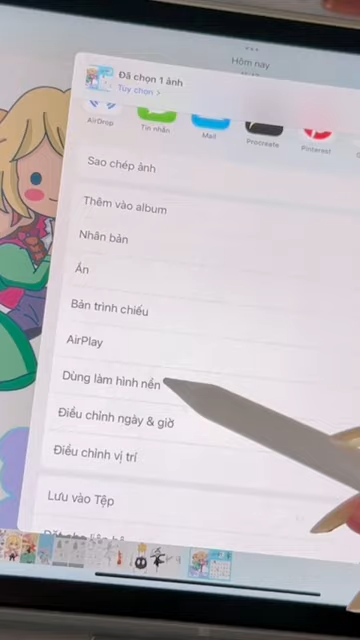 Hôm nay
Đã chọn 1 ảnh
Tùy chọn >
AirDrop
Tin nhắn
Mail
Procreate
Pinterest
Sao chép ảnh
Thêm vào album
Nhân bản
Ẩn
Bản trình chiếu
AirPlay
Dùng làm hình nền
Điều chỉnh ngày & giờ
Điều chỉnh vị trí
Lưu vào Tệp